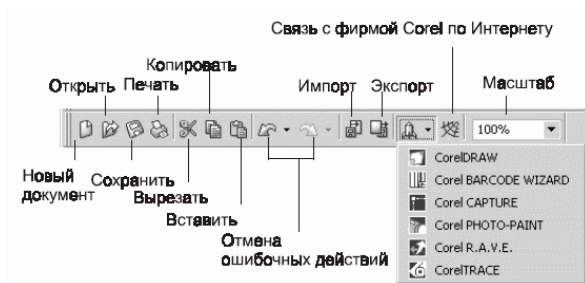 Связь с фирмой Corel по Интернету
Копировать
Открыть Печать
Импорт Экспорт
Масштаб
100%
Новый документ
Сохранить
Вырезать
Вставить
Отмена
ошибочных действий
CorelDRAW
Corel BARCODE WIZARD
Corel CAPTURE
Corel PHOTO-PAINT
Corel R.A.V.E.
CorelTRACE